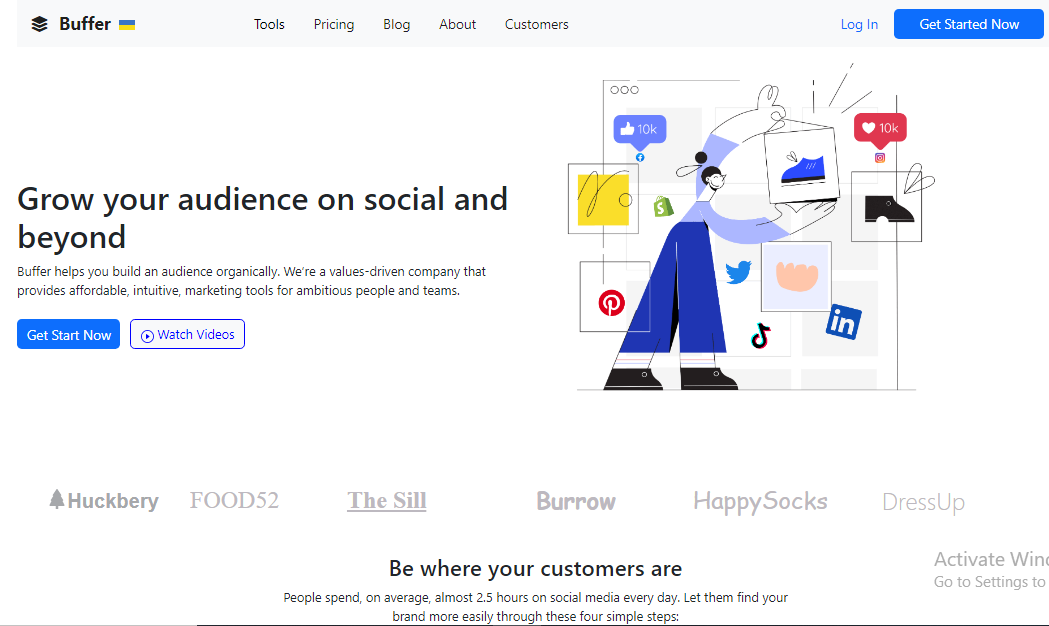 Buffer
Tools Pricing Blog About Customers
Log In
Get Started Now
10k
10k
Grow your audience on social and
beyond
Buffer helps you build an audience organically. We're a values-driven company that
provides affordable, intuitive, marketing tools for ambitious people and teams.
Get Start Now
Watch Videos
in
Huckbery FOOD52 The Sill Burrow HappySocks DressUp
Be where your customers are
People spend, on average, almost 2.5 hours on social media every day. Let them find your
brand more easily through these four simple steps:
Activate Wind
Go to Settings to